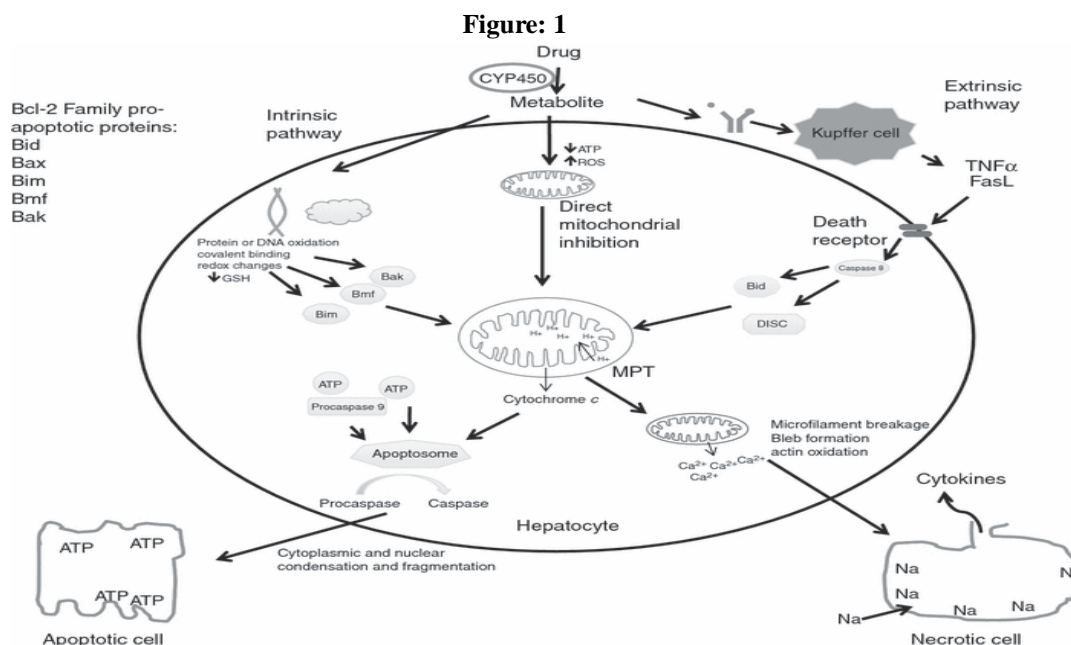 Figure: 1
Drug
CYP450
Metabolite
Bcl-2 Family pro-
apoptotic proteins:
Bid
Bax
Bim
Bmf
Bak
Intrinsic
pathway
Extrinsic
pathway
Kupffer cell
TNFα
FasL
ATP
ROS
Direct
mitochondrial
inhibition
Death
receptor
Caspase 8
Bid
DISC
Protein or DNA oxidation
covalent binding
redox changes
GSH
Bak
Bmf
Bim
H+
H+
H+
H+
H+
H+
MPT
Cytochrome c
ATP
ATP
Procaspase 9
Apoptosome
Procaspase
Caspase
Microfilament breakage
Bleb formation
actin oxidation
Ca2+ Ca2+ Ca2+
Ca2+
Hepatocyte
Cytokines
Cytoplasmic and nuclear
condensation and fragmentation
ATP
ATP
ATP
ATP
Apoptotic cell
Na
Na
Na
Na
Na
Necrotic cell